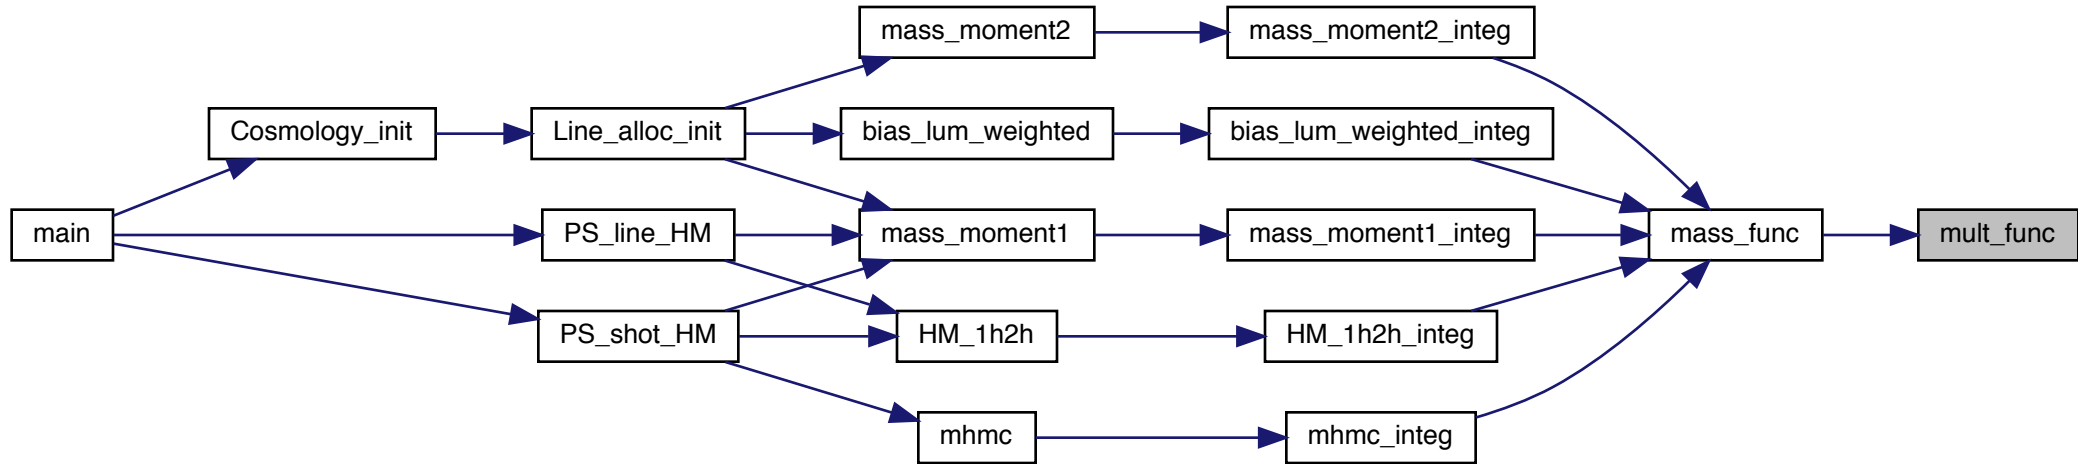 mass_moment2
mass_moment2_integ
Cosmology_init
Line_alloc_init
bias_lum_weighted
bias_lum_weighted_integ
main
PS_line_HM
mass_moment1
mass_moment1_integ
mass_func
mult_func
PS_shot_HM
HM_1h2h
HM_1h2h_integ
mhmc
mhmc_integ